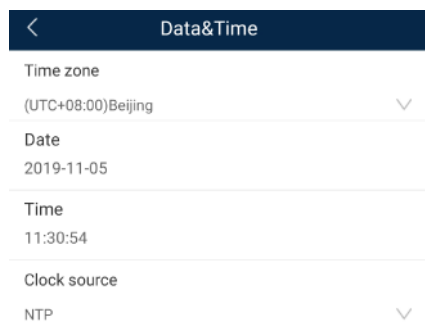 Data&Time
Time zone
(UTC+08:00)Beijing
Date
2019-11-05
Time
11:30:54
Clock source
NTP